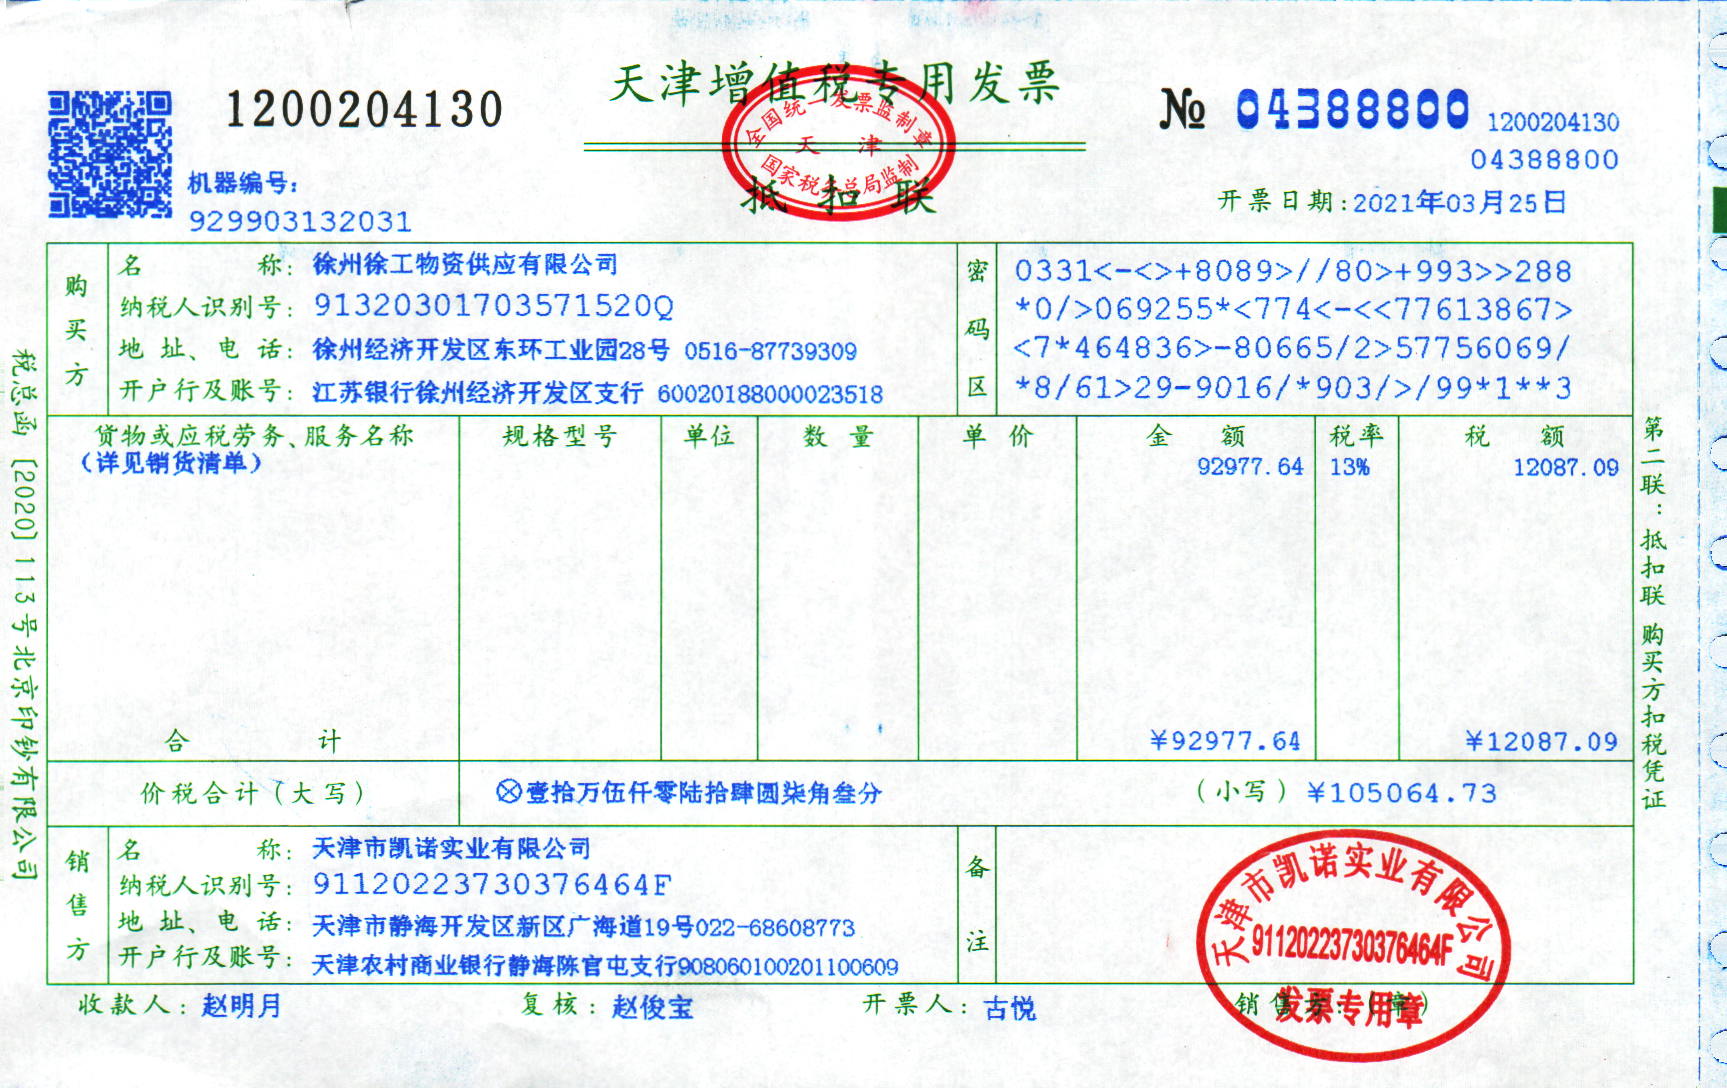 天津增值税专用发票
全国统一发票监制章
天津
国家税务总局监制
抵扣联
1200204130
№ 04388800
1200204130
04388800
机器编号:
929903132031
开票日期:2021年03月25日
购买方
名称: 徐州徐工物资供应有限公司
纳税人识别号: 91320301703571520Q
地址、电话: 徐州经济开发区东环工业园28号 0516-87739309
开户行及账号: 江苏银行徐州经济开发区支行 60020188000023518
密码区
0331<-<>+8089>//80>+993>>288
*0/>069255*<774<-<<77613867>
<7*464836>-80665/2>57756069/
*8/61>29-9016/*903/>/99*1**3
货物或应税劳务、服务名称 规格型号 单位 数量 单价 金额 税率 税额
(详见销货清单) 92977.64 13% 12087.09
合计 ¥92977.64 ¥12087.09
价税合计(大写) ⊗壹拾万伍仟零陆拾肆圆柒角叁分 (小写) ¥105064.73
销售方
名称: 天津市凯诺实业有限公司
纳税人识别号: 91120223730376464F
地址、电话: 天津市静海开发区新区广海道19号022-68608773
开户行及账号: 天津农村商业银行静海陈官屯支行908060100201100609
备注
天津市凯诺实业有限公司
91120223730376464F
发票专用章
收款人: 赵明月 复核: 赵俊宝 开票人: 古悦 销售方:(章)
税总函[2020]113号北京印钞有限公司
第二联:抵扣联 购买方扣税凭证